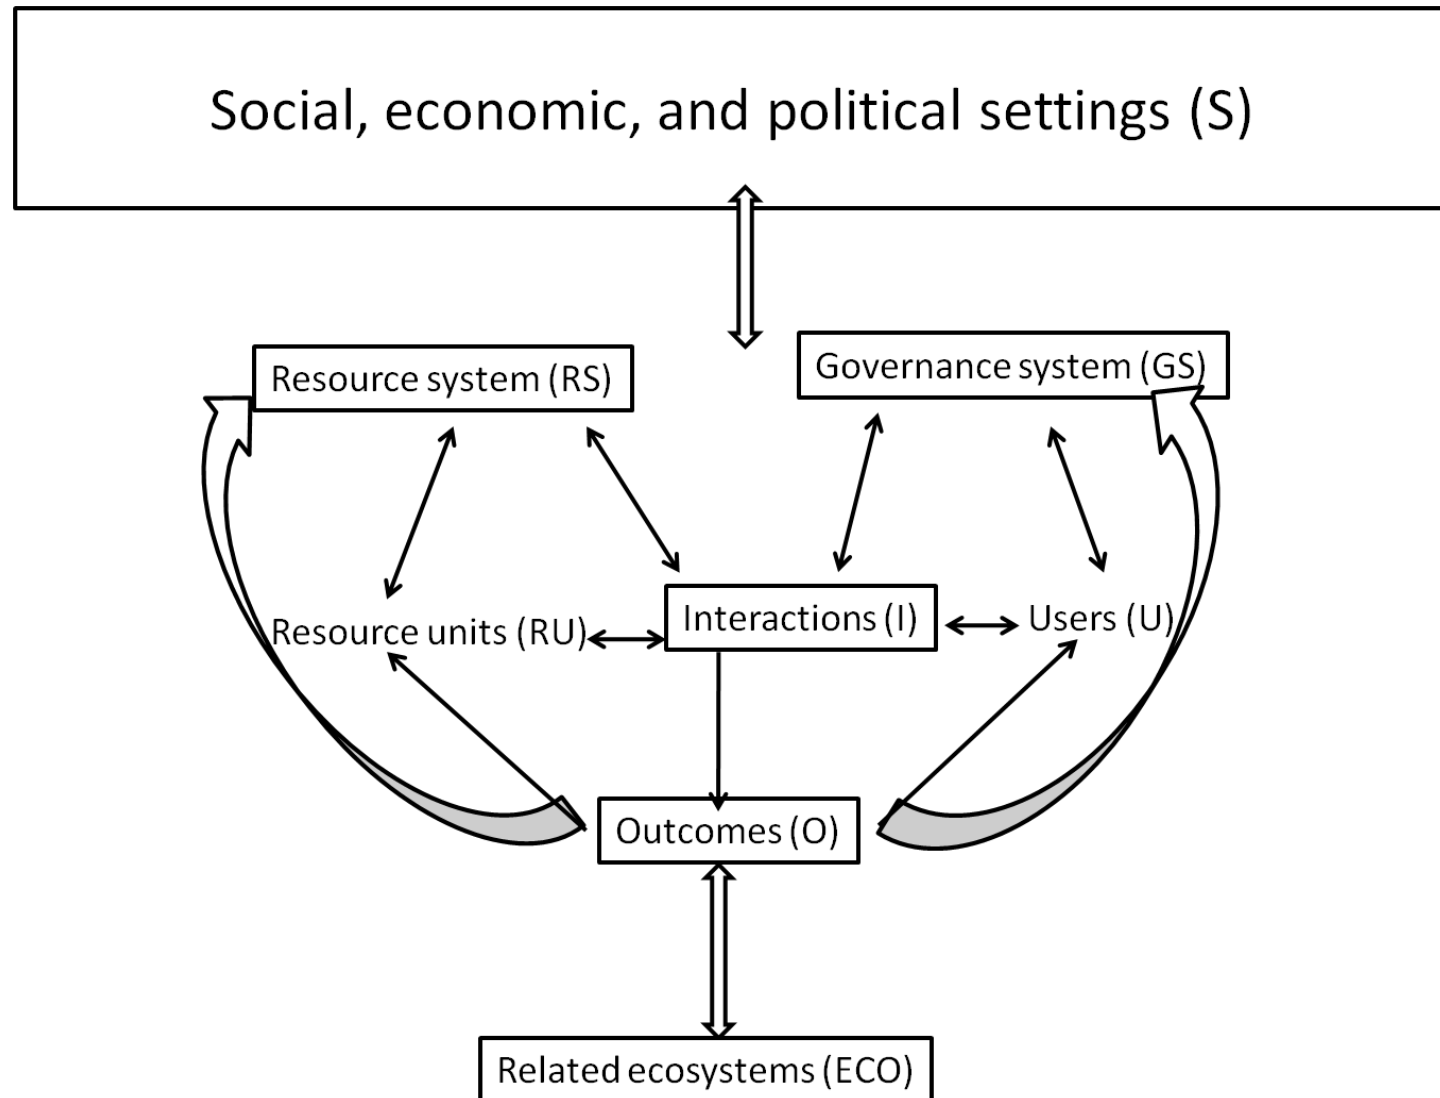 Social, economic, and political settings (S)
Resource system (RS)
Governance system (GS)
Resource units (RU)
Interactions (I)
Users (U)
Outcomes (O)
Related ecosystems (ECO)